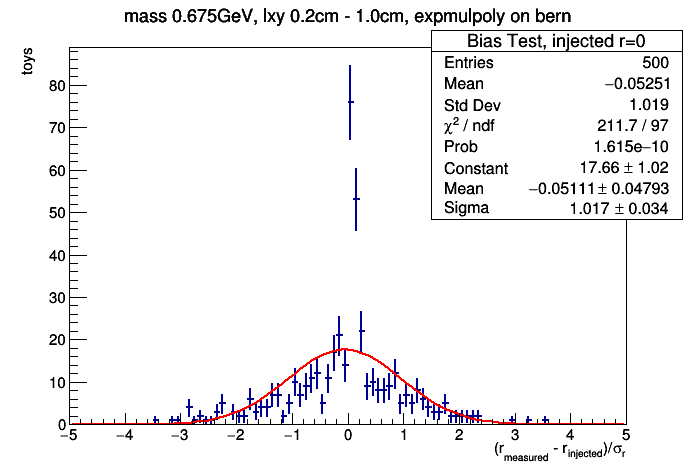 mass 0.675GeV, lxy 0.2cm - 1.0cm, expmulpoly on bern
Bias Test, injected r=0
Entries 500
Mean −0.05251
Std Dev 1.019
χ² / ndf 211.7 / 97
Prob 1.615e−10
Constant 17.66 ± 1.02
Mean −0.05111 ± 0.04793
Sigma 1.017 ± 0.034
toys
80
70
60
50
40
30
20
10
0
−5 −4 −3 −2 −1 0 1 2 3 4 5
(r_measured - r_injected)/σ_r